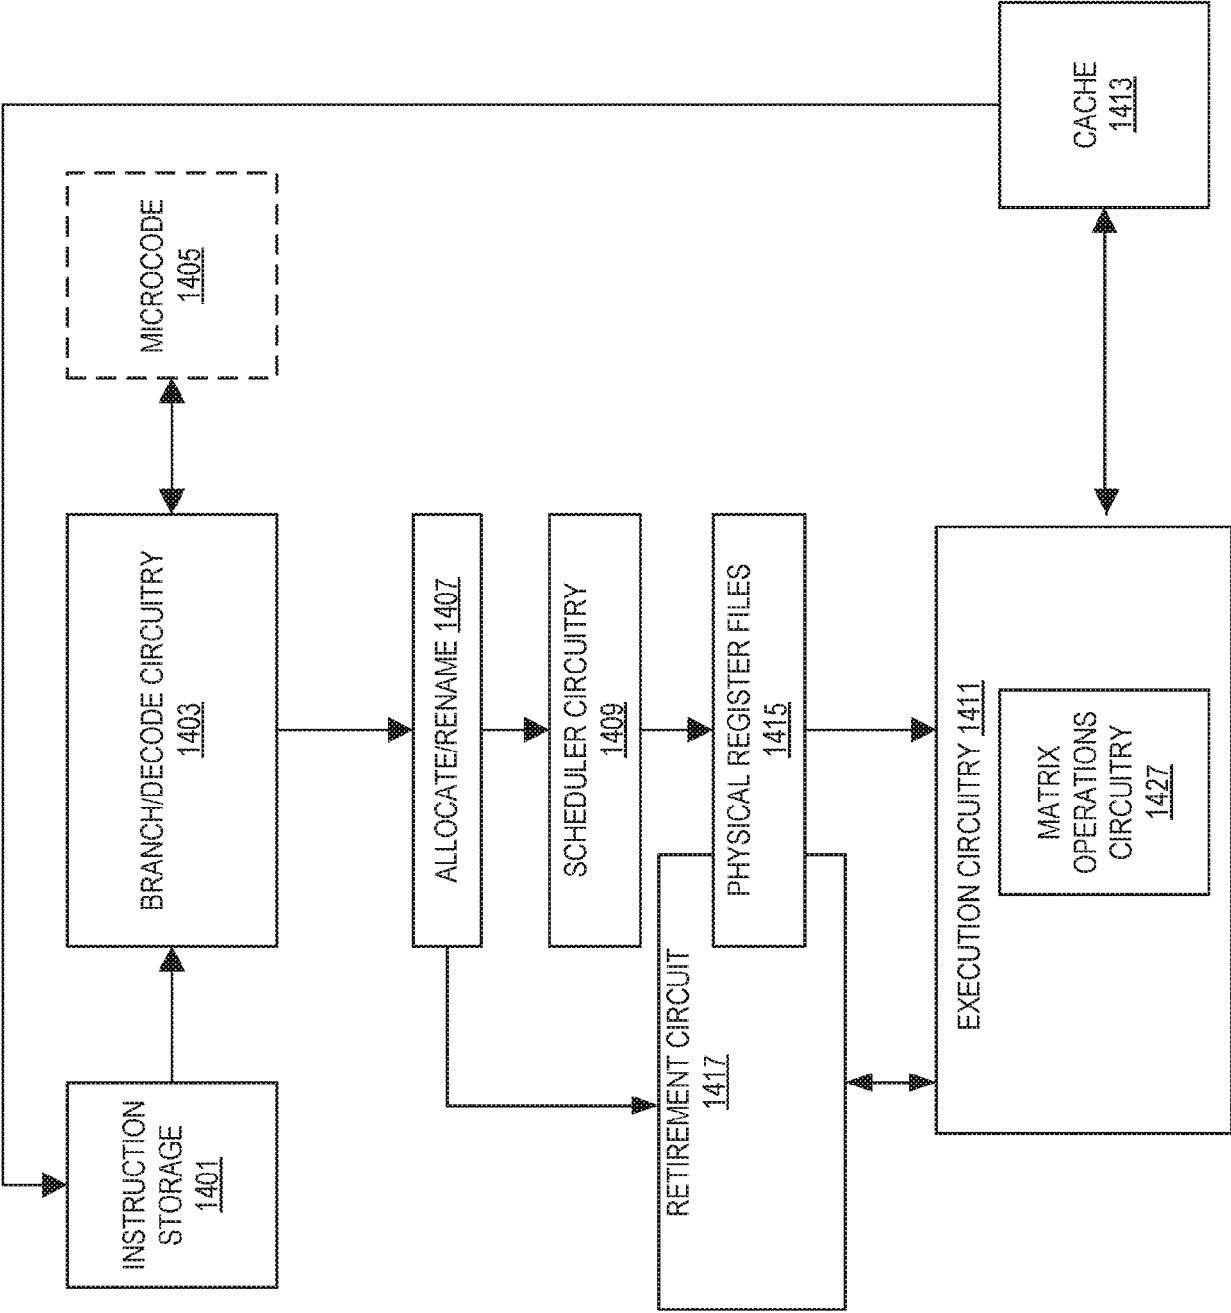 INSTRUCTION
STORAGE
1401
BRANCH/DECODE CIRCUITRY
1403
MICROCODE
1405
ALLOCATE/RENAME 1407
SCHEDULER CIRCUITRY
1409
PHYSICAL REGISTER FILES
1415
RETIREMENT CIRCUIT
1417
EXECUTION CIRCUITRY 1411
MATRIX
OPERATIONS
CIRCUITRY
1427
CACHE
1413